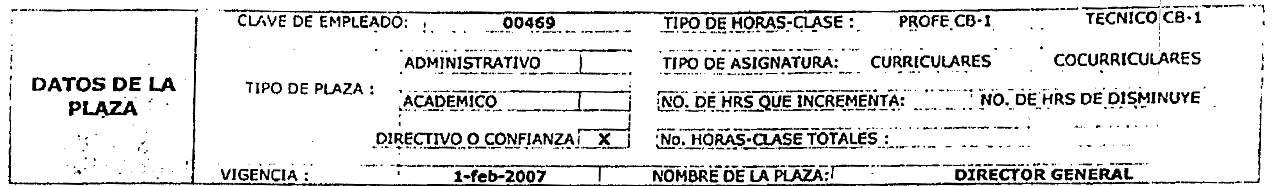 CLAVE DE EMPLEADO: 00469 TIPO DE HORAS-CLASE : PROFE CB-I TECNICO CB-1
ADMINISTRATIVO TIPO DE ASIGNATURA: CURRICULARES COCURRICULARES
DATOS DE LA PLAZA
TIPO DE PLAZA :
ACADEMICO NO. DE HRS QUE INCREMENTA: NO. DE HRS DE DISMINUYE
DIRECTIVO O CONFIANZA X No. HORAS-CLASE TOTALES :
VIGENCIA : 1-feb-2007 NOMBRE DE LA PLAZA: DIRECTOR GENERAL